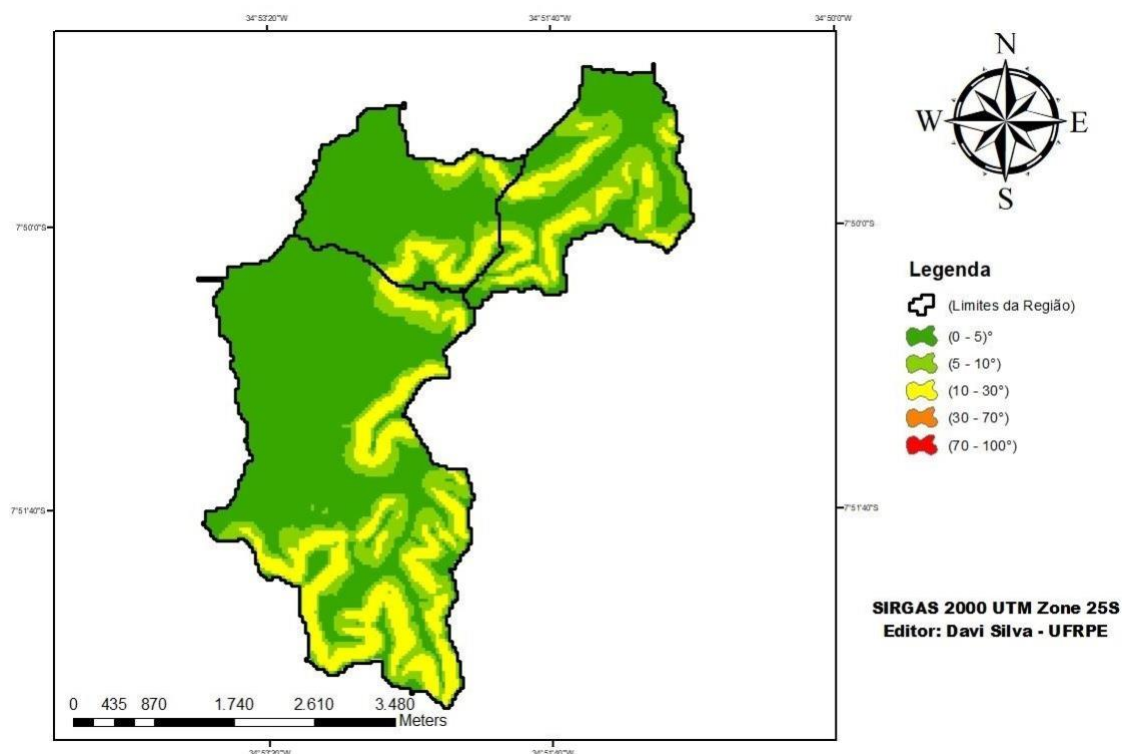 34°53'20"W
34°51'40"W
34°50'0"W
N
W
E
S
7°50'0"S
7°50'0"S
Legenda
(Limites da Região)
(0 - 5)°
(5 - 10°)
(10 - 30°)
(30 - 70°)
(70 - 100°)
7°51'40"S
7°51'40"S
SIRGAS 2000 UTM Zone 25S
Editor: Davi Silva - UFRPE
0 435 870 1.740 2.610 3.480
Meters